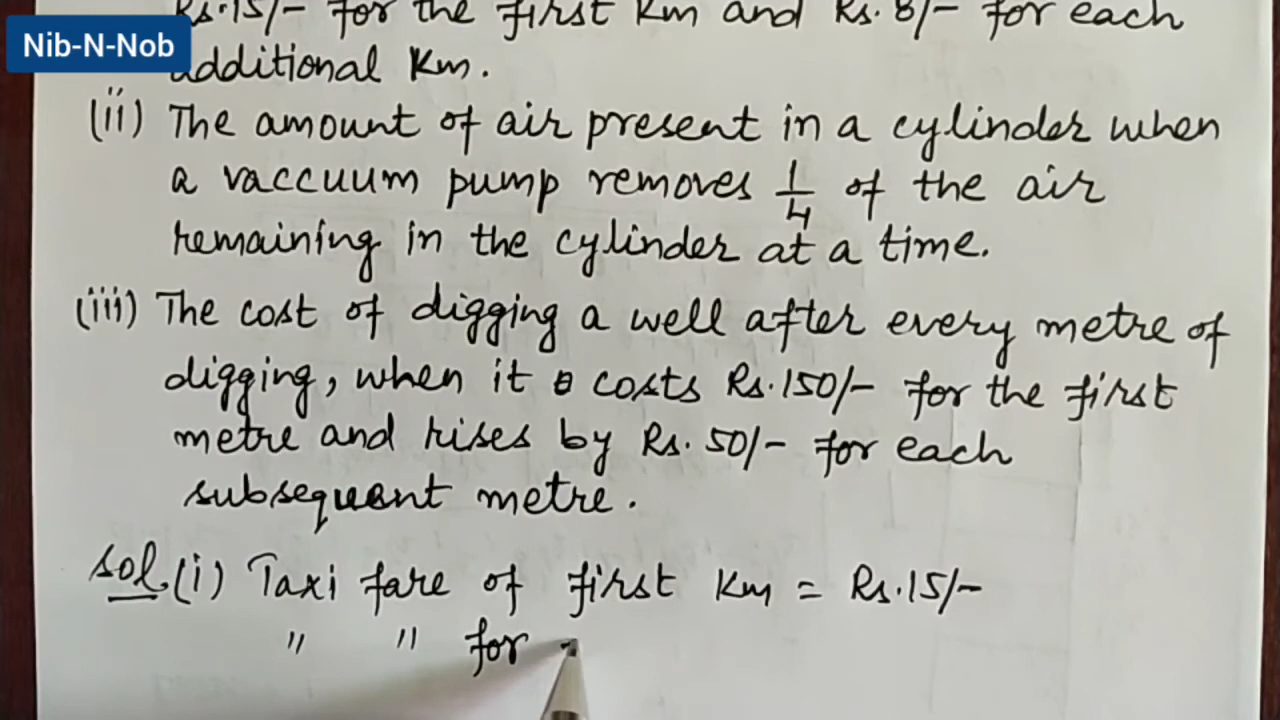 Rs.15/- for the first Km and Rs. 8/- for each
Nib-N-Nob
additional Km.
(ii) The amount of air present in a cylinder when
a vaccuum pump removes 1/4 of the air
remaining in the cylinder at a time.
(iii) The cost of digging a well after every metre of
digging, when it costs Rs.150/- for the first
metre and rises by Rs. 50/- for each
subsequent metre.
Sol.(i) Taxi fare of first Km = Rs.15/-
" " for